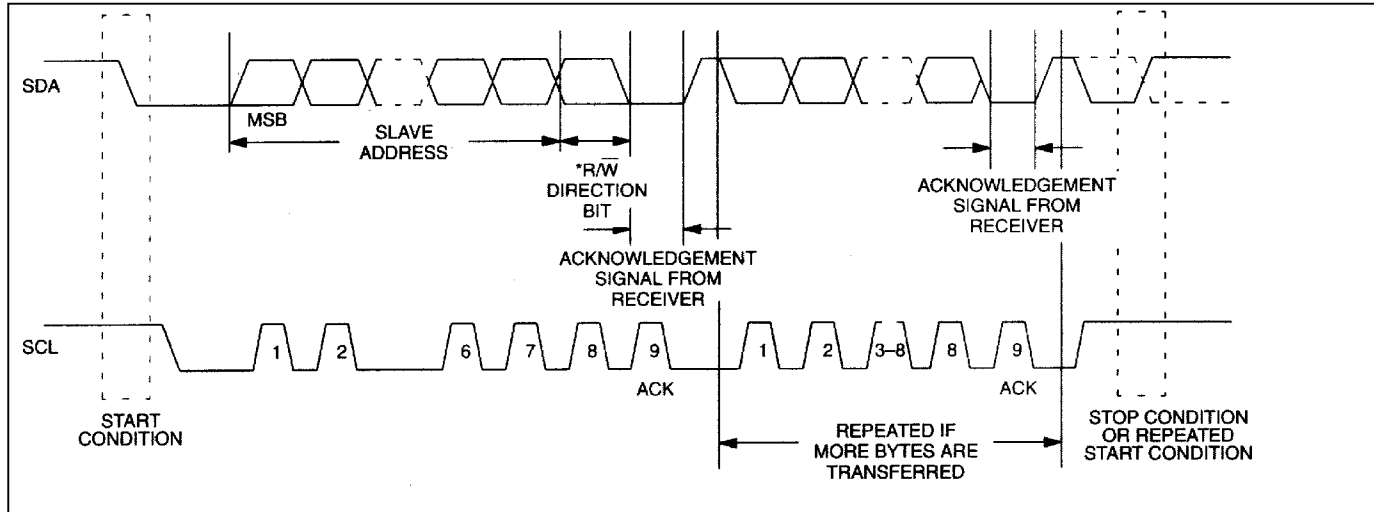 SDA
MSB
SLAVE
ADDRESS
*R/W̅
DIRECTION
BIT
ACKNOWLEDGEMENT
SIGNAL FROM
RECEIVER
ACKNOWLEDGEMENT
SIGNAL FROM
RECEIVER
SCL
1 2 6 7 8 9 1 2 3–8 8 9
ACK
ACK
START
CONDITION
REPEATED IF
MORE BYTES ARE
TRANSFERRED
STOP CONDITION
OR REPEATED
START CONDITION